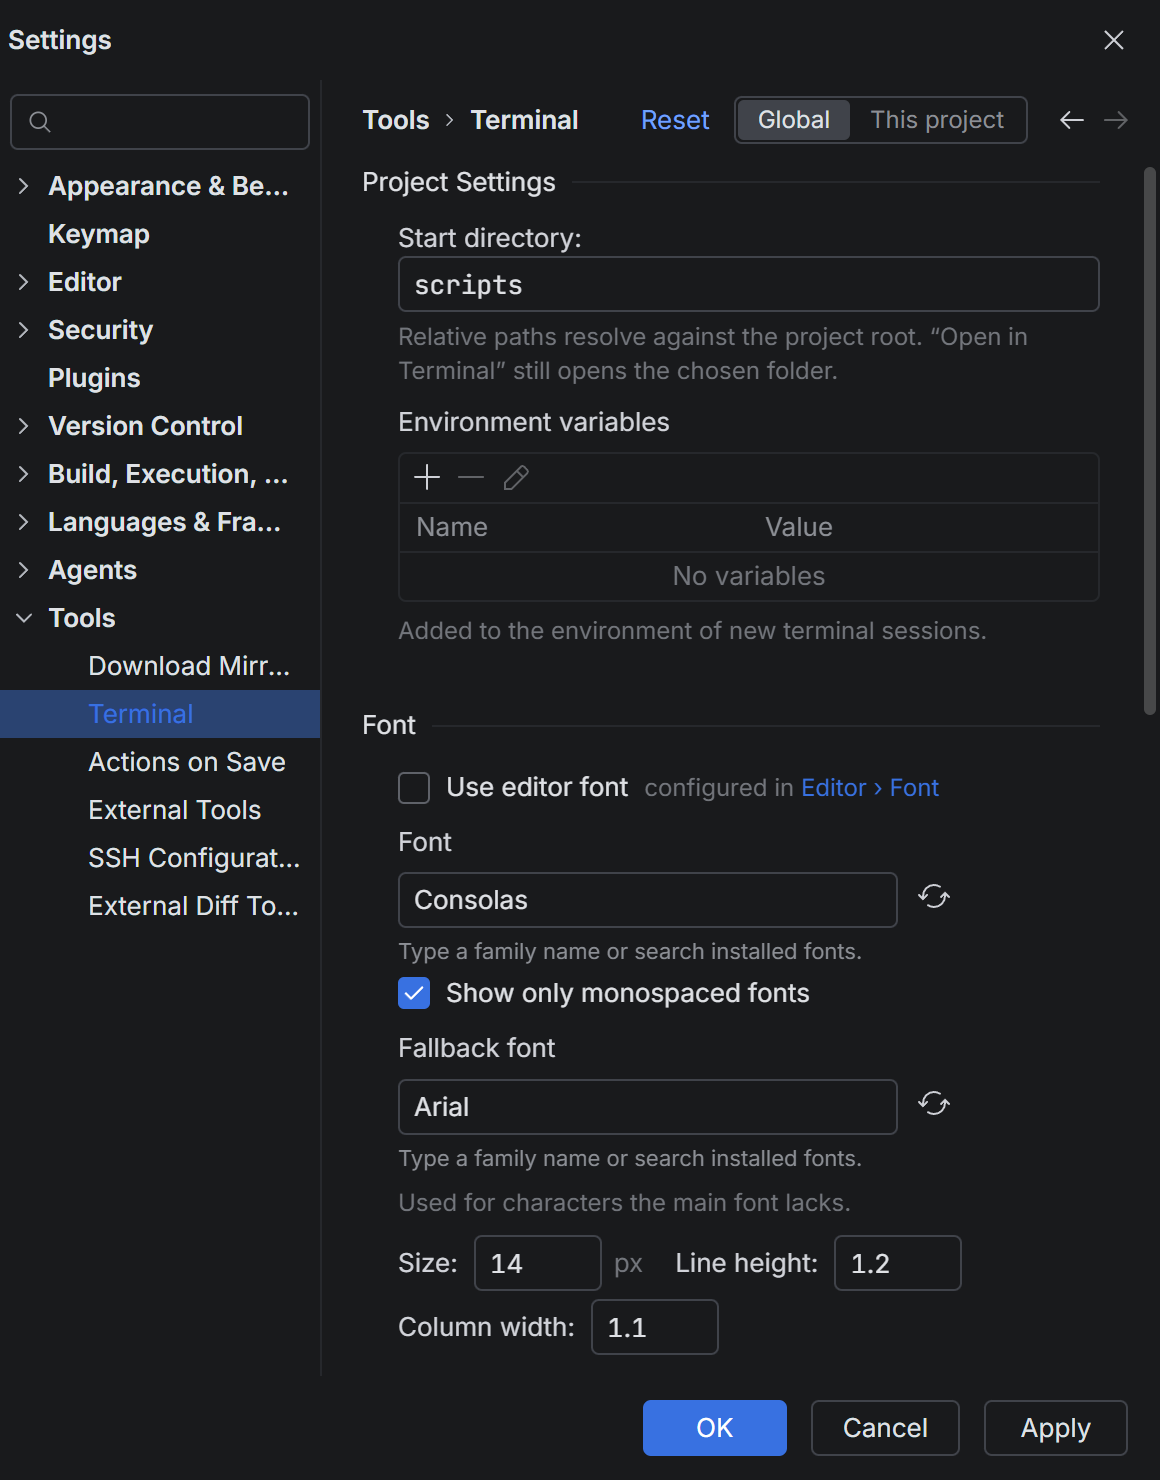 Settings
Appearance & Be...
Keymap
Editor
Security
Plugins
Version Control
Build, Execution, ...
Languages & Fra...
Agents
Tools
Download Mirr...
Terminal
Actions on Save
External Tools
SSH Configurat...
External Diff To...
Tools › Terminal
Reset
Global
This project
Project Settings
Start directory:
scripts
Relative paths resolve against the project root. “Open in
Terminal” still opens the chosen folder.
Environment variables
Name Value
No variables
Added to the environment of new terminal sessions.
Font
Use editor font configured in Editor › Font
Font
Consolas
Type a family name or search installed fonts.
Show only monospaced fonts
Fallback font
Arial
Type a family name or search installed fonts.
Used for characters the main font lacks.
Size: 14 px Line height: 1.2
Column width: 1.1
OK
Cancel
Apply